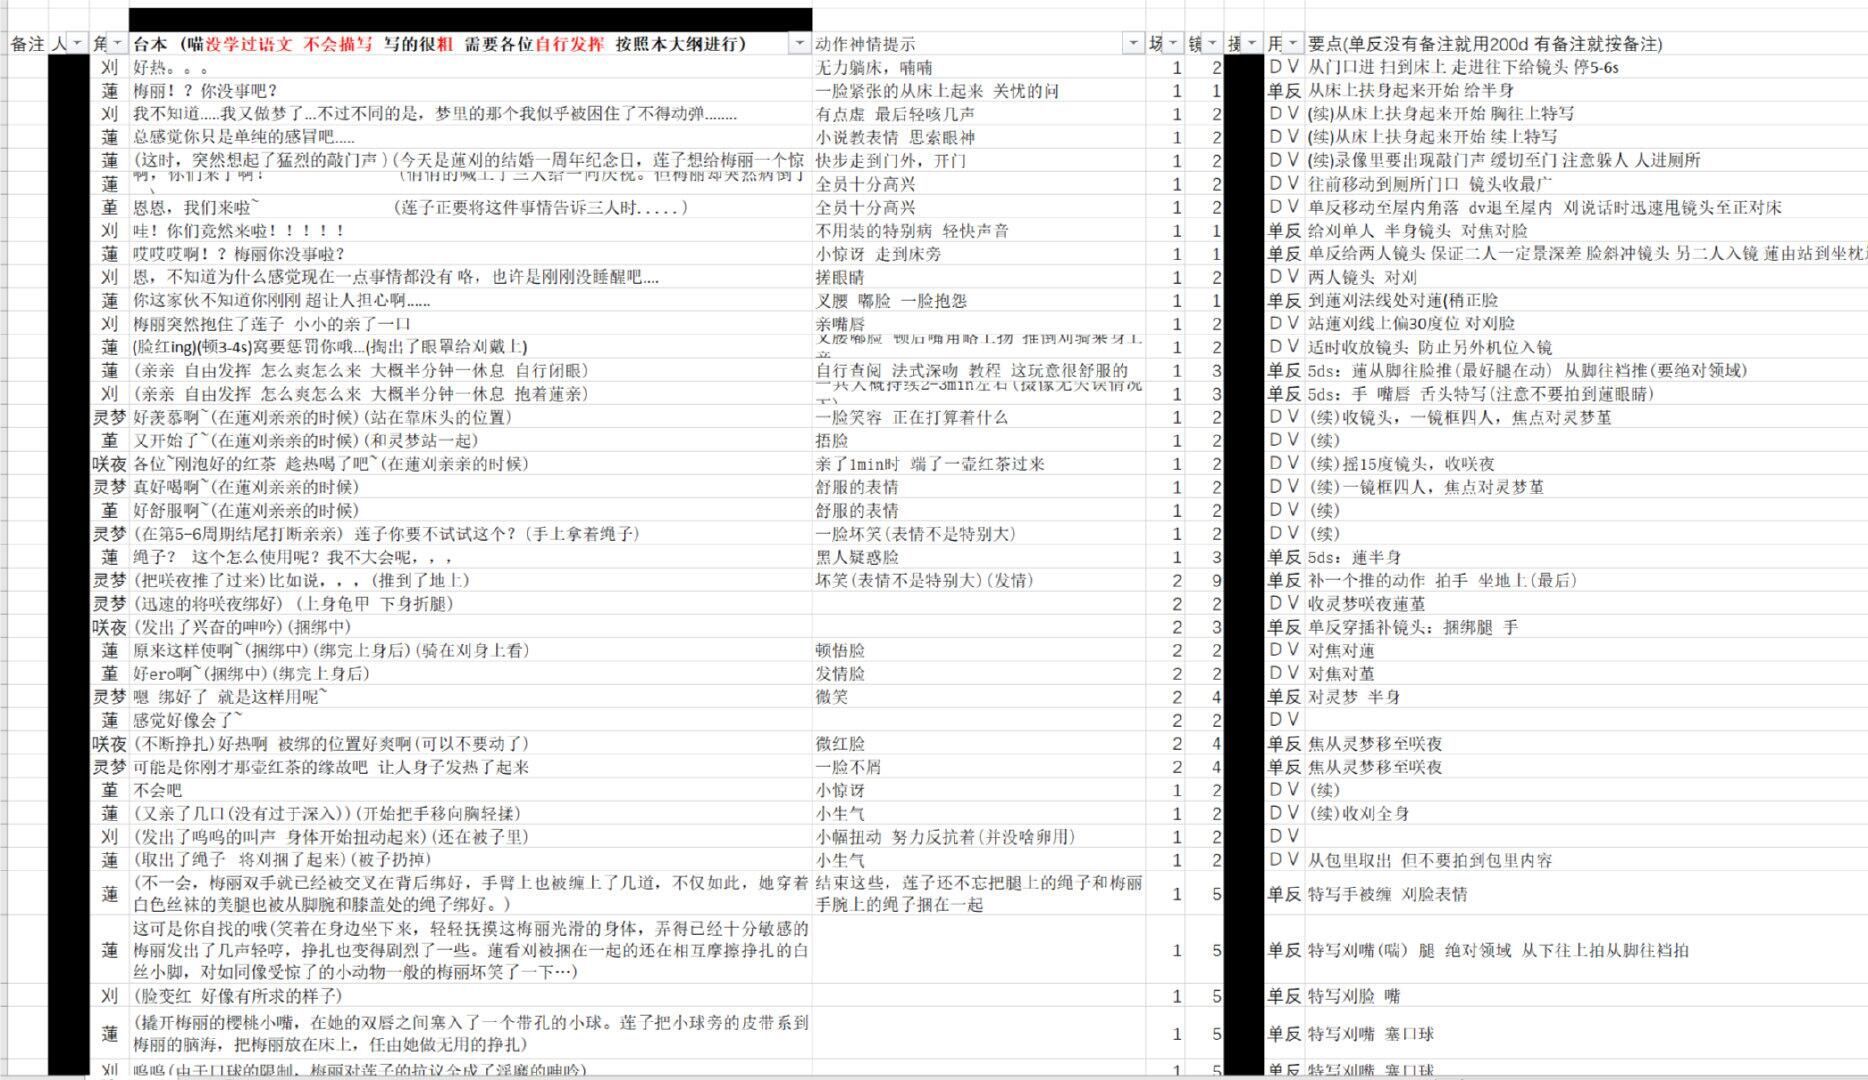 备注 人 角 台本 (喵没学过语文 不会描写 写的很粗 需要各位自行发挥 按照本大纲进行) 动作神情提示 场 镜 摄 用 要点(单反没有备注就用200d 有备注就按备注)
刈 好热。。。 无力躺床，喃喃 1 2 DV 从门口进 扫到床上 走进往下给镜头 停5-6s
蓮 梅丽！？你没事吧？ 一脸紧张的从床上起来 关忧的问 1 1 单反 从床上扶身起来开始 给半身
刈 我不知道.....我又做梦了...不过不同的是，梦里的那个我似乎被困住了不得动弹........ 有点虚 最后轻咳几声 1 2 DV (续)从床上扶身起来开始 胸往上特写
蓮 总感觉你只是单纯的感冒吧..... 小说教表情 思索眼神 1 2 DV (续)从床上扶身起来开始 续上特写
蓮 (这时，突然想起了猛烈的敲门声)(今天是蓮刈的结婚一周年纪念日，莲子想给梅丽一个惊 快步走到门外，开门 1 2 DV (续)录像里要出现敲门声 缓切至门 注意躲人 人进厕所
蓮 啊，你们来了啊！ (悄悄的喊上了三人给一同庆祝。但梅丽却突然病倒了 全员十分高兴 1 2 DV 往前移动到厕所门口 镜头收最广
堇 恩恩，我们来啦~ (莲子正要将这件事情告诉三人时.....) 全员十分高兴 1 2 DV 单反移动至屋内角落 dv退至屋内 刈说话时迅速甩镜头至正对床
刈 哇！你们竟然来啦！！！！！ 不用装的特别病 轻快声音 1 1 单反 给刈单人 半身镜头 对焦对脸
蓮 哎哎哎啊！？梅丽你没事啦？ 小惊讶 走到床旁 1 1 单反 单反给两人镜头 保证二人一定景深差 脸斜冲镜头 另二人入镜 蓮由站到坐枕边
刈 恩，不知道为什么感觉现在一点事情都没有 咯，也许是刚刚没睡醒吧.... 搓眼睛 1 2 DV 两人镜头 对刈
蓮 你这家伙不知道你刚刚 超让人担心啊...... 叉腰 嘟脸 一脸抱怨 1 1 单反 到蓮刈法线处对蓮(稍正脸
刈 梅丽突然抱住了莲子 小小的亲了一口 亲嘴唇 1 2 DV 站蓮刈线上偏30度位 对刈脸
蓮 (脸红ing)(顿3-4s)窝要惩罚你哦...(掏出了眼罩给刈戴上) 叉腰嘟脸 顿后嘴角略上扬 推倒刈骑乘身上 1 2 DV 适时收放镜头 防止另外机位入镜
蓮 (亲亲 自由发挥 怎么爽怎么来 大概半分钟一休息 自行闭眼) 自行查阅 法式深吻 教程 这玩意很舒服的 1 3 单反 5ds：蓮从脚往脸推(最好腿在动) 从脚往裆推(要绝对领域)
刈 (亲亲 自由发挥 怎么爽怎么来 大概半分钟一休息 抱着蓮亲) 一共大概持续2-3min左右(摄像无失误情况 1 3 单反 5ds：手 嘴唇 舌头特写(注意不要拍到蓮眼睛)
灵梦 好羡慕啊~(在蓮刈亲亲的时候)(站在靠床头的位置) 一脸笑容 正在打算着什么 1 2 DV (续)收镜头，一镜框四人，焦点对灵梦堇
堇 又开始了~(在蓮刈亲亲的时候)(和灵梦站一起) 捂脸 1 2 DV (续)
咲夜 各位~刚泡好的红茶 趁热喝了吧~(在蓮刈亲亲的时候) 亲了1min时 端了一壶红茶过来 1 2 DV (续)摇15度镜头，收咲夜
灵梦 真好喝啊~(在蓮刈亲亲的时候) 舒服的表情 1 2 DV (续)一镜框四人，焦点对灵梦堇
堇 好舒服啊~(在蓮刈亲亲的时候) 舒服的表情 1 2 DV (续)
灵梦 (在第5-6周期结尾打断亲亲) 莲子你要不试试这个？(手上拿着绳子) 一脸坏笑(表情不是特别大) 1 2 DV (续)
蓮 绳子？ 这个怎么使用呢？我不大会呢，，， 黑人疑惑脸 1 3 单反 5ds：蓮半身
灵梦 (把咲夜推了过来)比如说，，，(推到了地上) 坏笑(表情不是特别大)(发情) 2 9 单反 补一个推的动作 拍手 坐地上(最后)
灵梦 (迅速的将咲夜绑好) (上身龟甲 下身折腿) 2 2 DV 收灵梦咲夜蓮堇
咲夜 (发出了兴奋的呻吟)(捆绑中) 2 3 单反 单反穿插补镜头：捆绑腿 手
蓮 原来这样使啊~(捆绑中)(绑完上身后)(骑在刈身上看) 顿悟脸 2 2 DV 对焦对蓮
堇 好ero啊~(捆绑中)(绑完上身后) 发情脸 2 2 DV 对焦对堇
灵梦 嗯 绑好了 就是这样用呢~ 微笑 2 4 单反 对灵梦 半身
蓮 感觉好像会了~ 2 2 DV
咲夜 (不断挣扎)好热啊 被绑的位置好爽啊(可以不要动了) 微红脸 2 4 单反 焦从灵梦移至咲夜
灵梦 可能是你刚才那壶红茶的缘故吧 让人身子发热了起来 一脸不屑 2 4 单反 焦从灵梦移至咲夜
堇 不会吧 小惊讶 1 2 DV (续)
蓮 (又亲了几口(没有过于深入))(开始把手移向胸轻揉) 小生气 1 2 DV (续)收刈全身
刈 (发出了呜呜的叫声 身体开始扭动起来)(还在被子里) 小幅扭动 努力反抗着(并没啥卵用) 1 2 DV
蓮 (取出了绳子 将刈捆了起来)(被子扔掉) 小生气 1 2 DV 从包里取出 但不要拍到包里内容
蓮 (不一会，梅丽双手就已经被交叉在背后绑好，手臂上也被缠上了几道，不仅如此，她穿着 结束这些，莲子还不忘把腿上的绳子和梅丽 1 5 单反 特写手被缠 刈脸表情
白色丝袜的美腿也被从脚腕和膝盖处的绳子绑好。) 手腕上的绳子捆在一起
这可是你自找的哦(笑着在身边坐下来，轻轻抚摸这梅丽光滑的身体，弄得已经十分敏感的
蓮 梅丽发出了几声轻哼，挣扎也变得剧烈了一些。蓮看刈被捆在一起的还在相互摩擦挣扎的白 1 5 单反 特写刈嘴(喘) 腿 绝对领域 从下往上拍从脚往裆拍
丝小脚，对如同像受惊了的小动物一般的梅丽坏笑了一下…)
刈 (脸变红 好像有所求的样子) 1 5 单反 特写刈脸 嘴
蓮 (撬开梅丽的樱桃小嘴，在她的双唇之间塞入了一个带孔的小球。莲子把小球旁的皮带系到 1 5 单反 特写刈嘴 塞口球
梅丽的脑海，把梅丽放在床上，任由她做无用的挣扎)
刈 呜呜(由于口球的限制，梅丽对莲子的抗议全成了淫靡的呻吟) 1 5 单反 特写刈嘴 塞口球